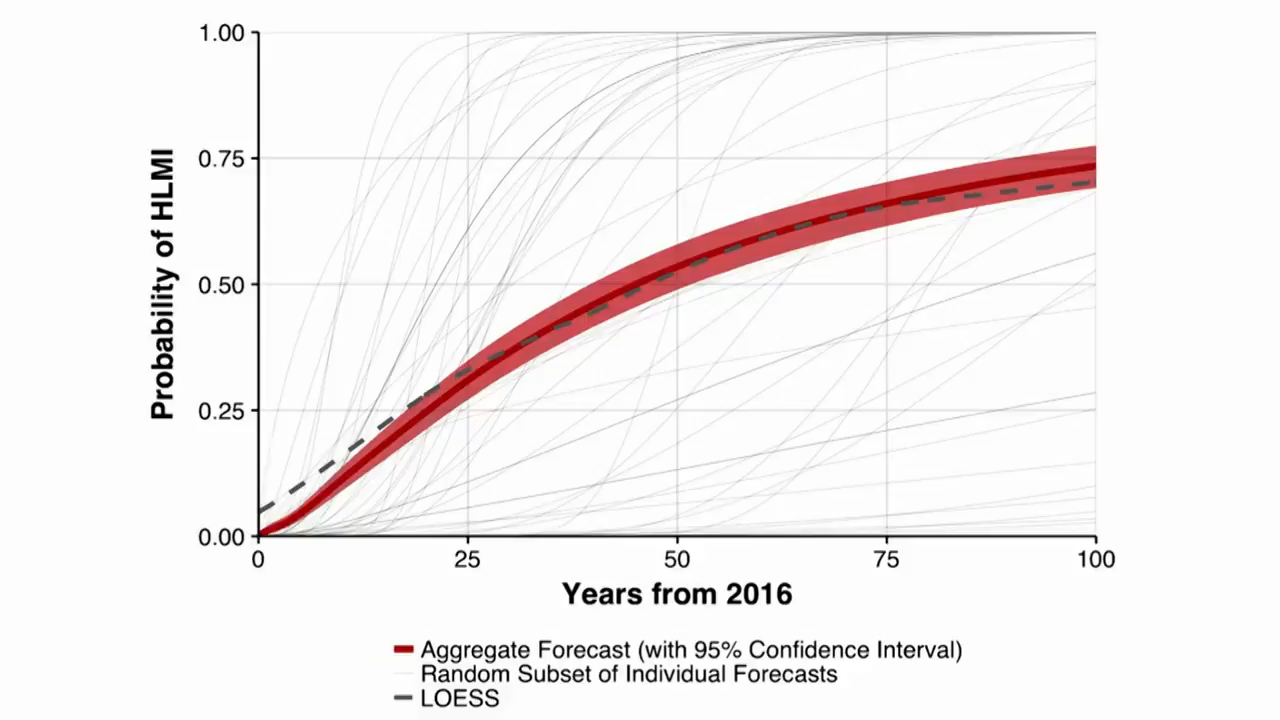 1.00
0.75
0.50
0.25
0.00
Probability of HLMI
0 25 50 75 100
Years from 2016
Aggregate Forecast (with 95% Confidence Interval)
Random Subset of Individual Forecasts
LOESS